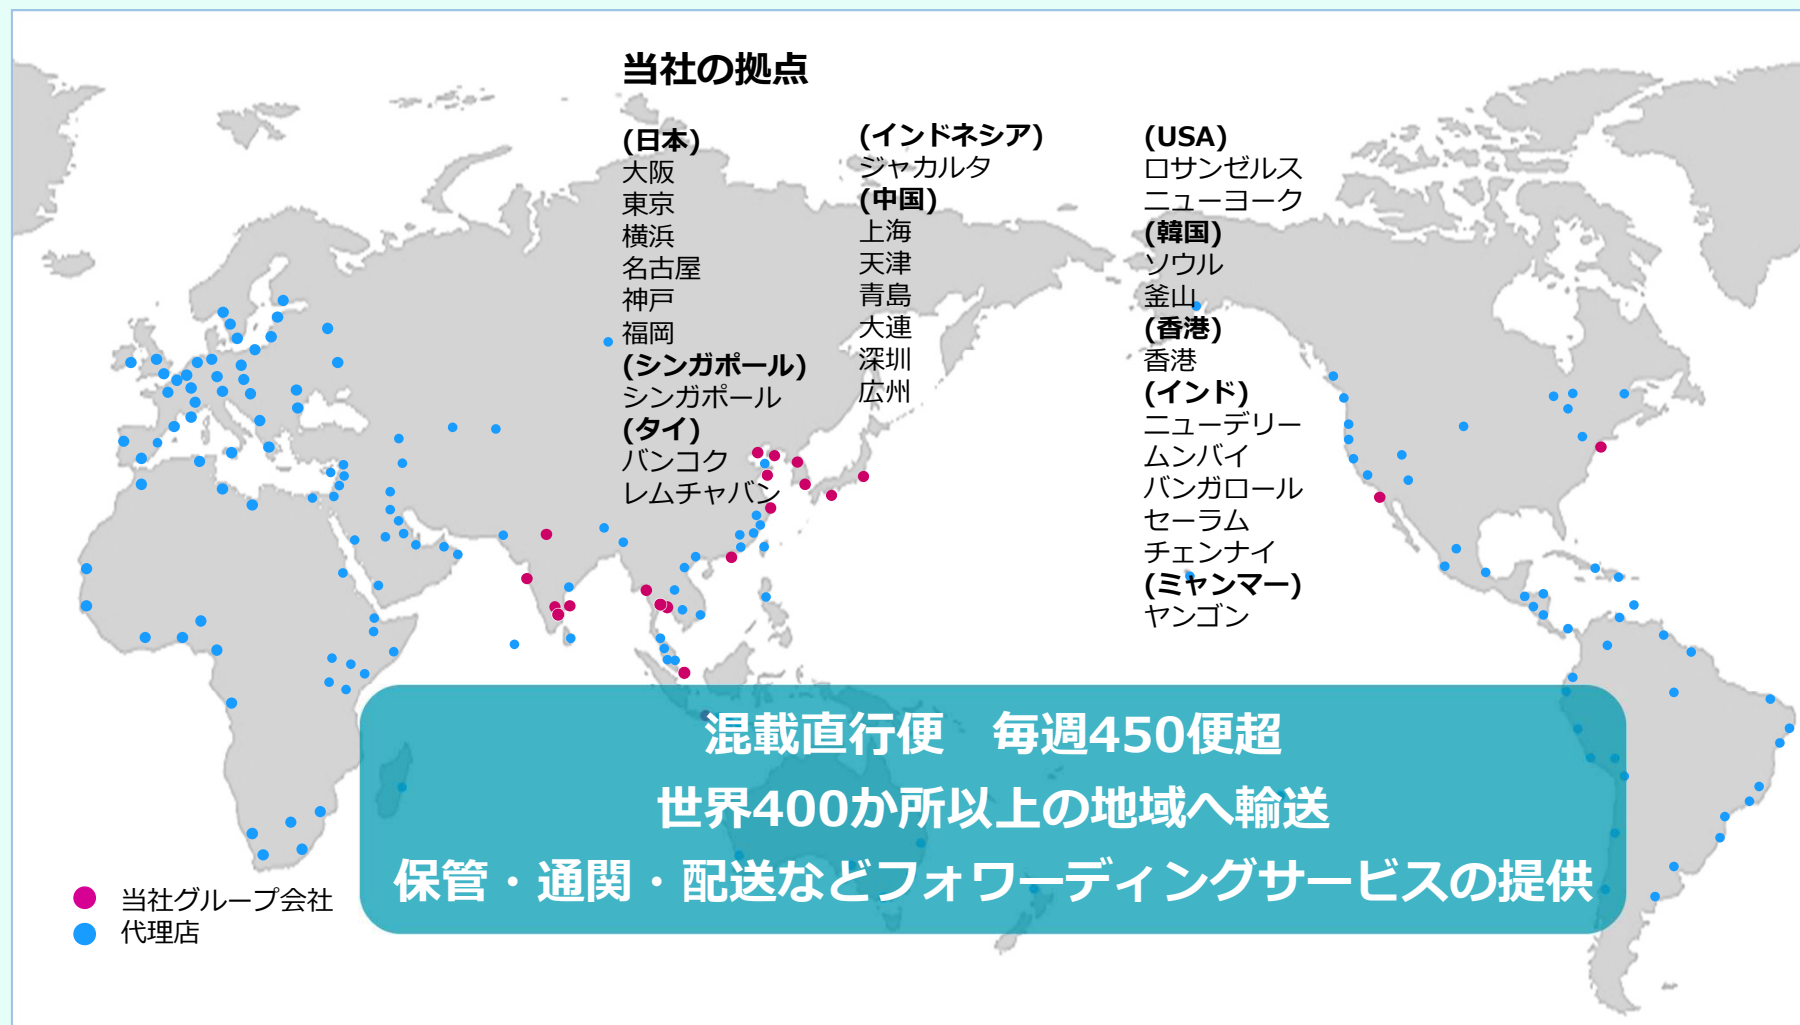 当社の拠点
(日本)
大阪
東京
横浜
名古屋
神戸
福岡
(シンガポール)
シンガポール
(タイ)
バンコク
レムチャバン
(インドネシア)
ジャカルタ
(中国)
上海
天津
青島
大連
深圳
広州
(USA)
ロサンゼルス
ニューヨーク
(韓国)
ソウル
釜山
(香港)
香港
(インド)
ニューデリー
ムンバイ
バンガロール
セーラム
チェンナイ
(ミャンマー)
ヤンゴン
混載直行便　毎週450便超
世界400か所以上の地域へ輸送
保管・通関・配送などフォワーディングサービスの提供
当社グループ会社
代理店